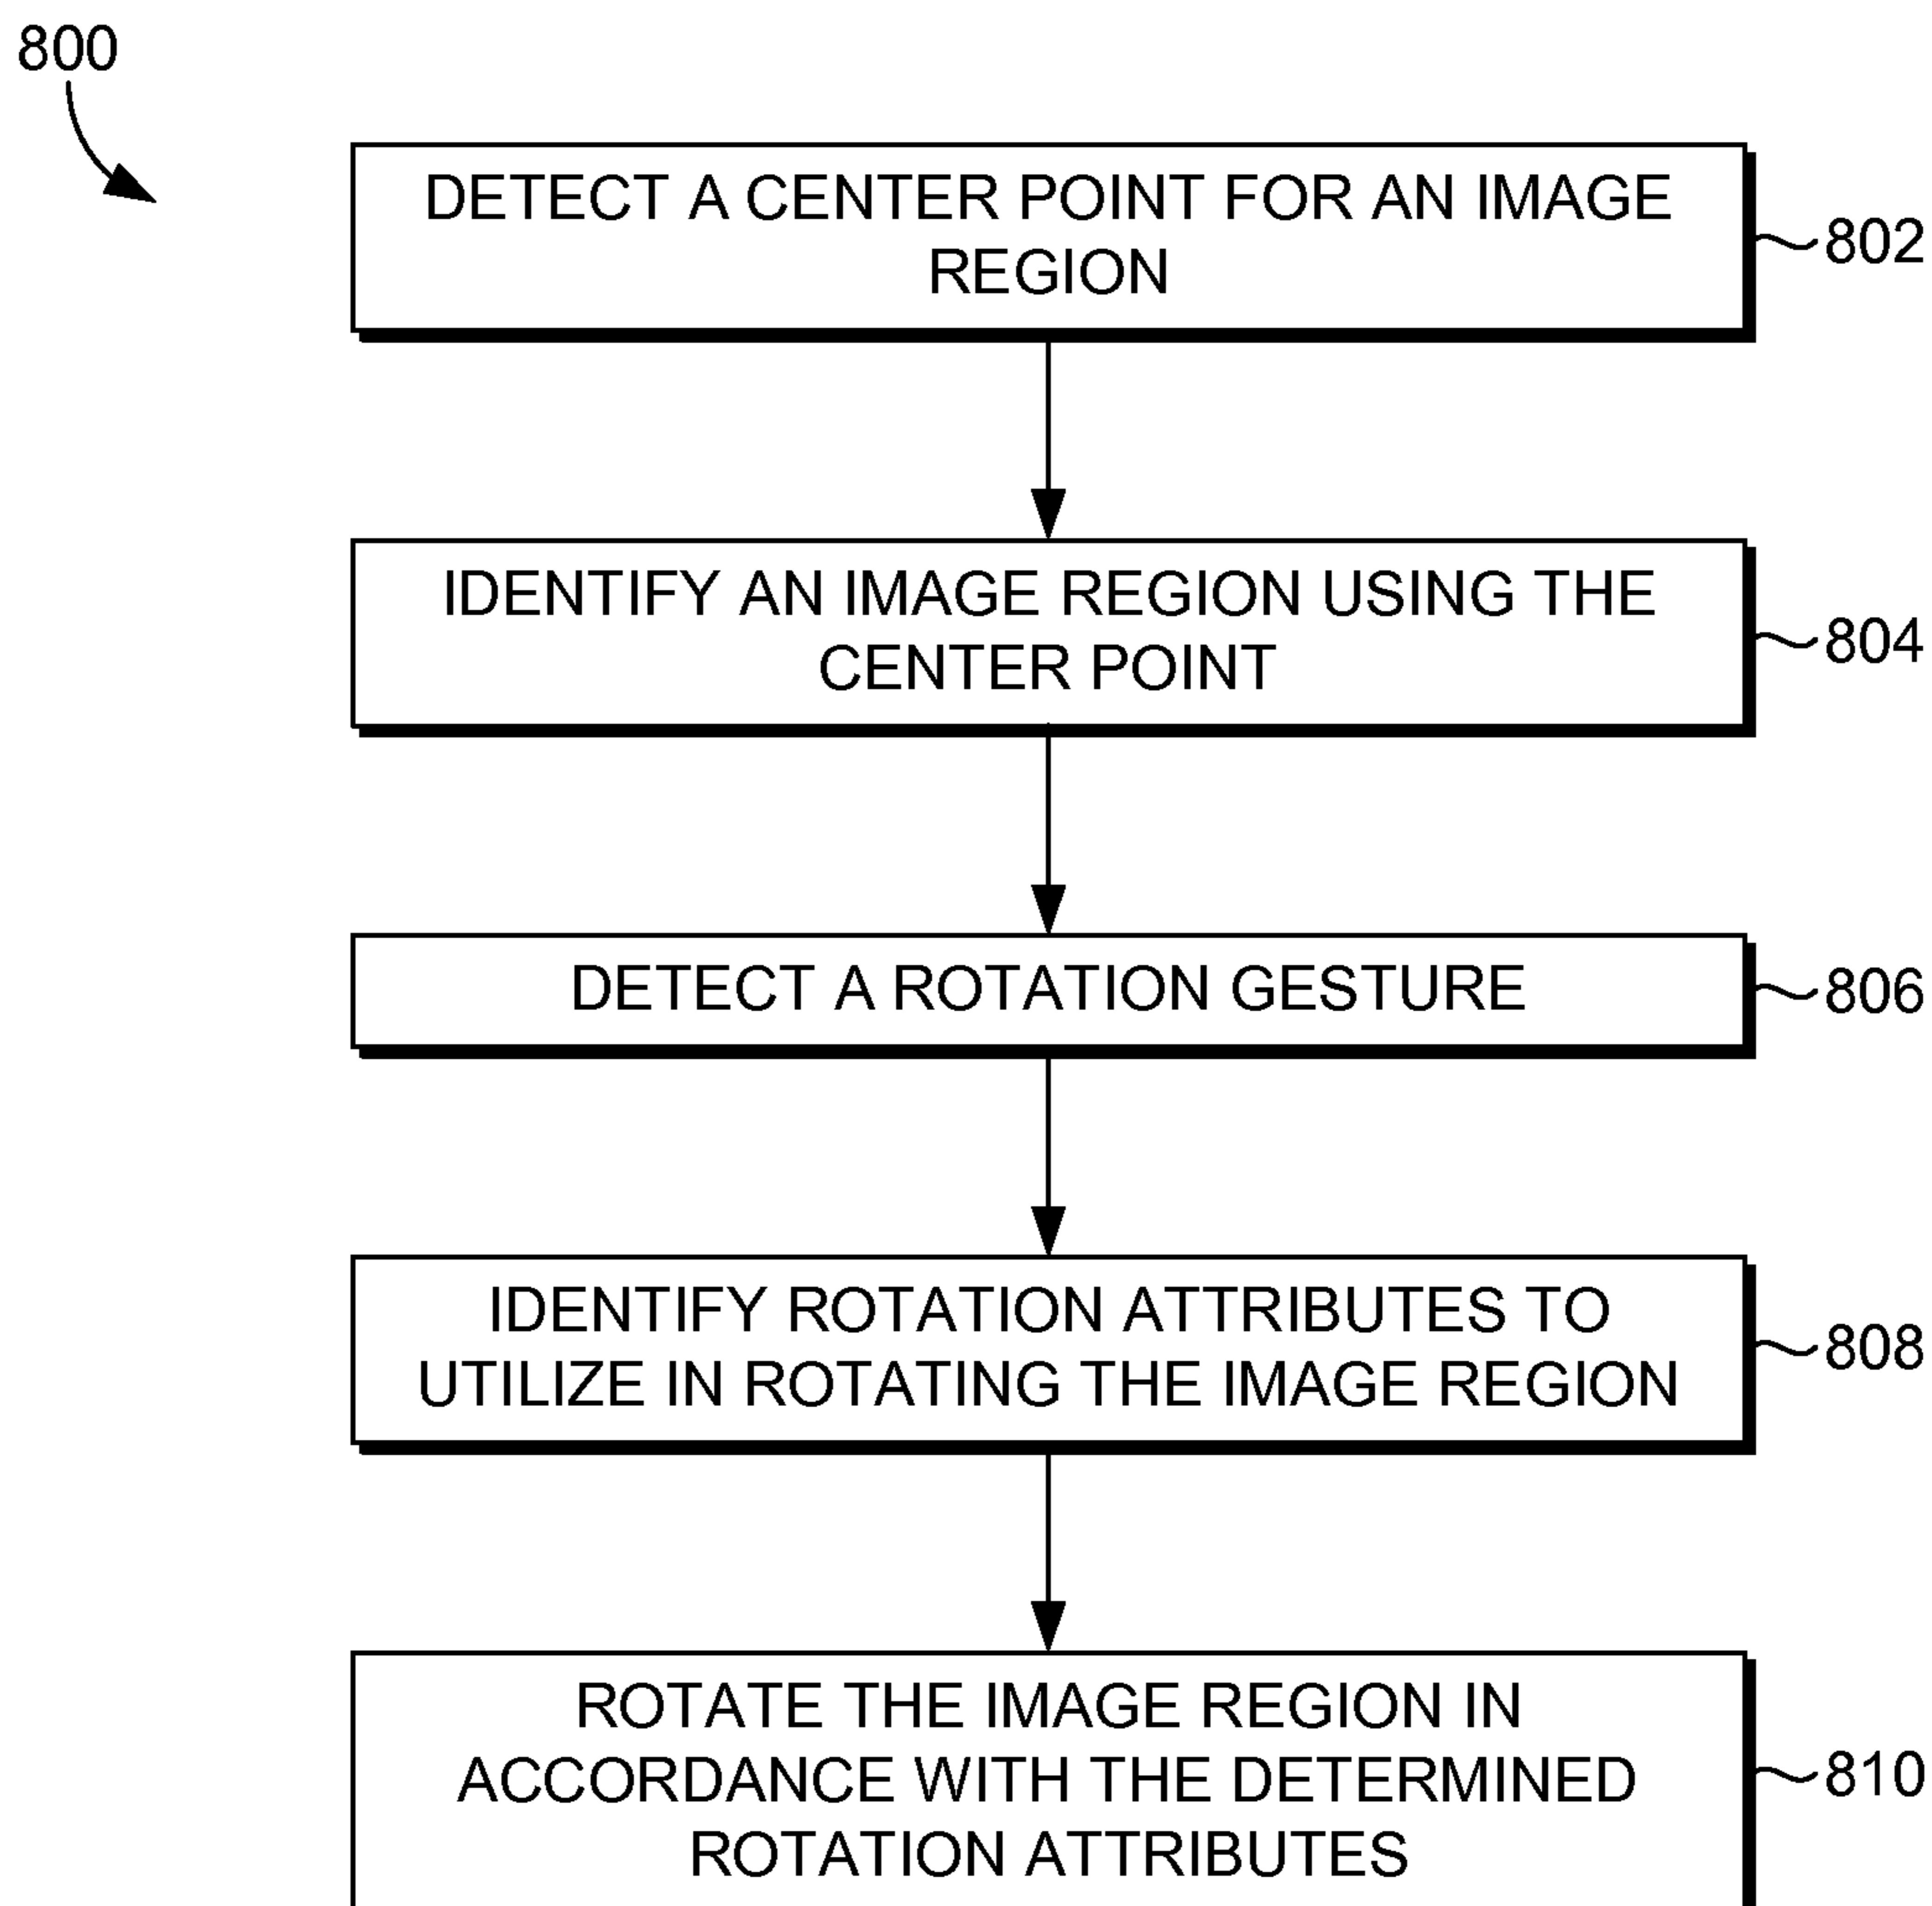 800
DETECT A CENTER POINT FOR AN IMAGE
REGION
802
IDENTIFY AN IMAGE REGION USING THE
CENTER POINT
804
DETECT A ROTATION GESTURE
806
IDENTIFY ROTATION ATTRIBUTES TO
UTILIZE IN ROTATING THE IMAGE REGION
808
ROTATE THE IMAGE REGION IN
ACCORDANCE WITH THE DETERMINED
ROTATION ATTRIBUTES
810